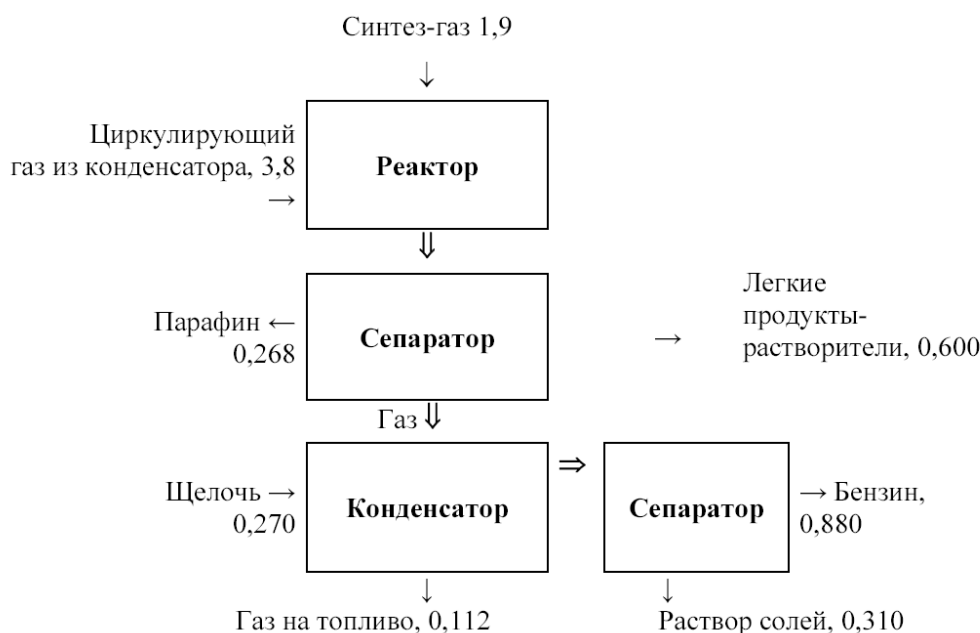 Синтез-газ 1,9
↓
Циркулирующий
газ из конденсатора, 3,8
→
Реактор
⇓
Парафин ←
0,268
Сепаратор
→
Легкие
продукты-
растворители, 0,600
Газ ⇓
Щелочь →
0,270
Конденсатор
⇒
Сепаратор
→ Бензин,
0,880
↓
Газ на топливо, 0,112
↓
Раствор солей, 0,310